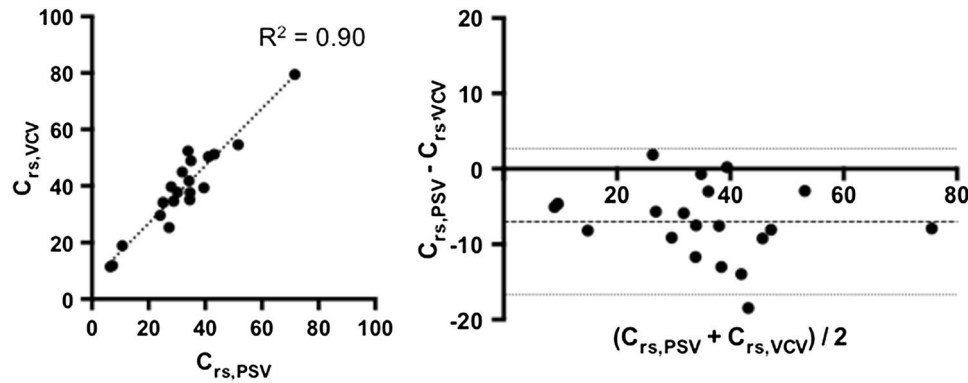 100
80
60
40
20
0
C_rs,VCV
R² = 0.90
0 20 40 60 80 100
C_rs,PSV
20
10
0
-10
-20
C_rs,PSV - C_rs,VCV
20 40 60 80
(C_rs,PSV + C_rs,VCV) / 2